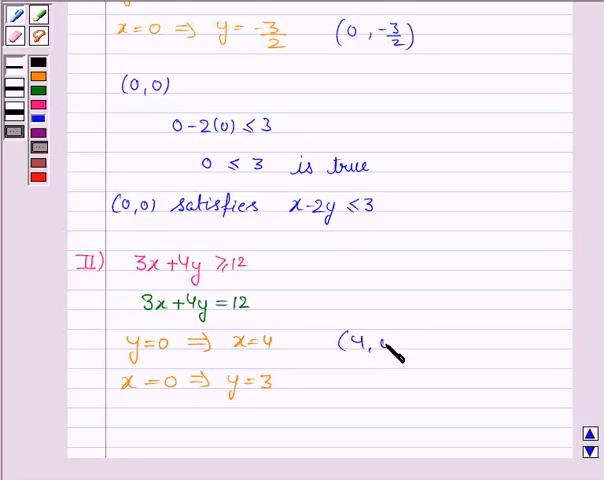 x=0 ⇒ y = -3/2 (0, -3/2)
(0,0)
0-2(0) ≤ 3
0 ≤ 3 is true
(0,0) satisfies x-2y ≤ 3
II) 3x+4y ≥ 12
3x+4y = 12
y=0 ⇒ x=4 (4,
x=0 ⇒ y=3